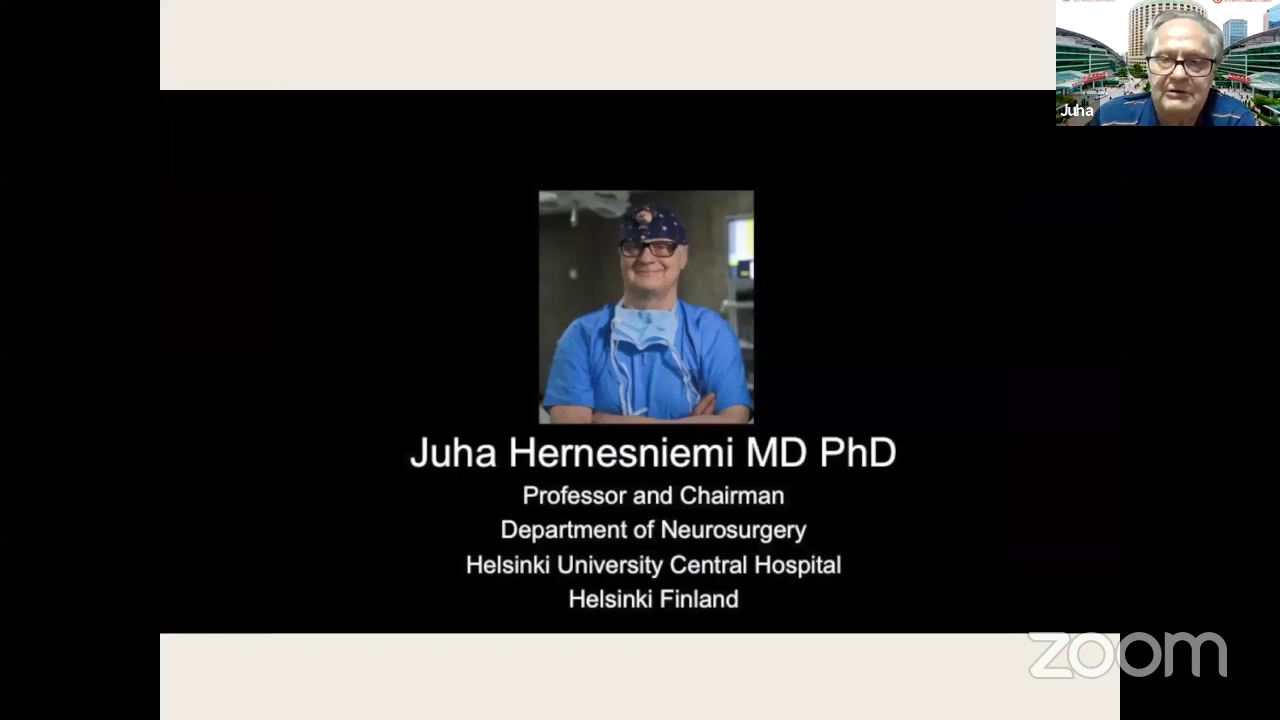 Juha
Juha Hernesniemi MD PhD
Professor and Chairman
Department of Neurosurgery
Helsinki University Central Hospital
Helsinki Finland
zoom